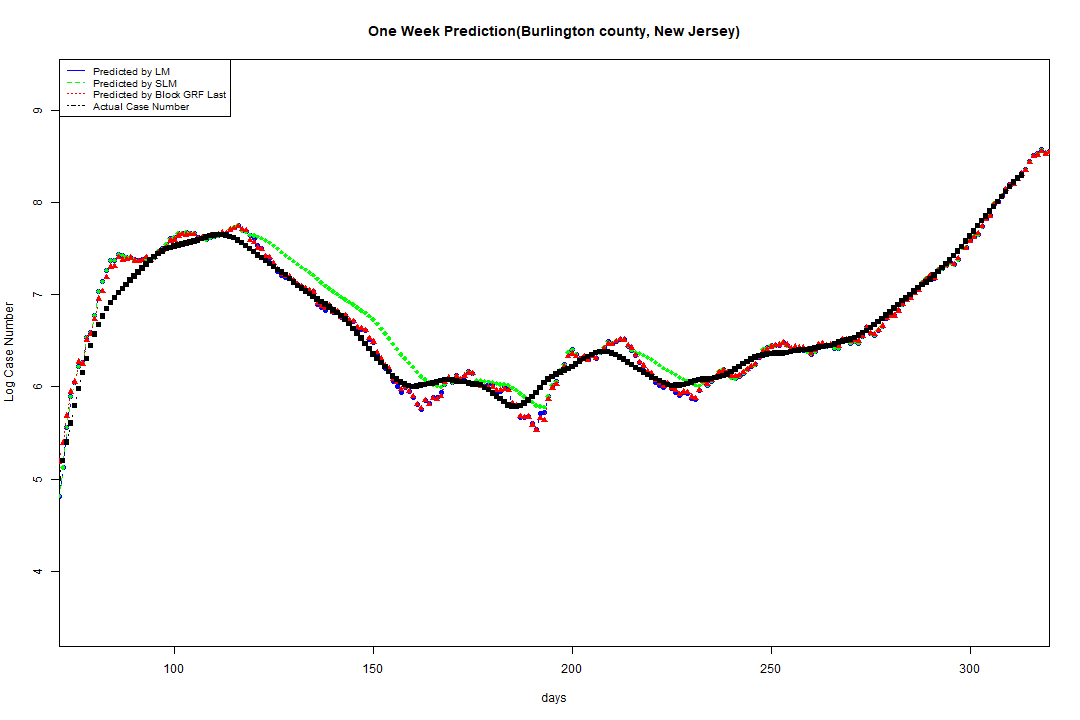 One Week Prediction(Burlington county, New Jersey)
Predicted by LM
Predicted by SLM
Predicted by Block GRF Last
Actual Case Number
9
8
7
6
5
4
Log Case Number
100
150
200
250
300
days